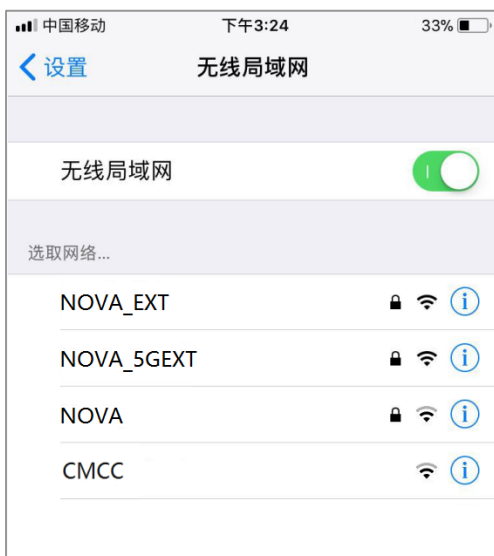 中国移动 下午3:24 33%
设置 无线局域网
无线局域网
选取网络...
NOVA_EXT
NOVA_5GEXT
NOVA
CMCC